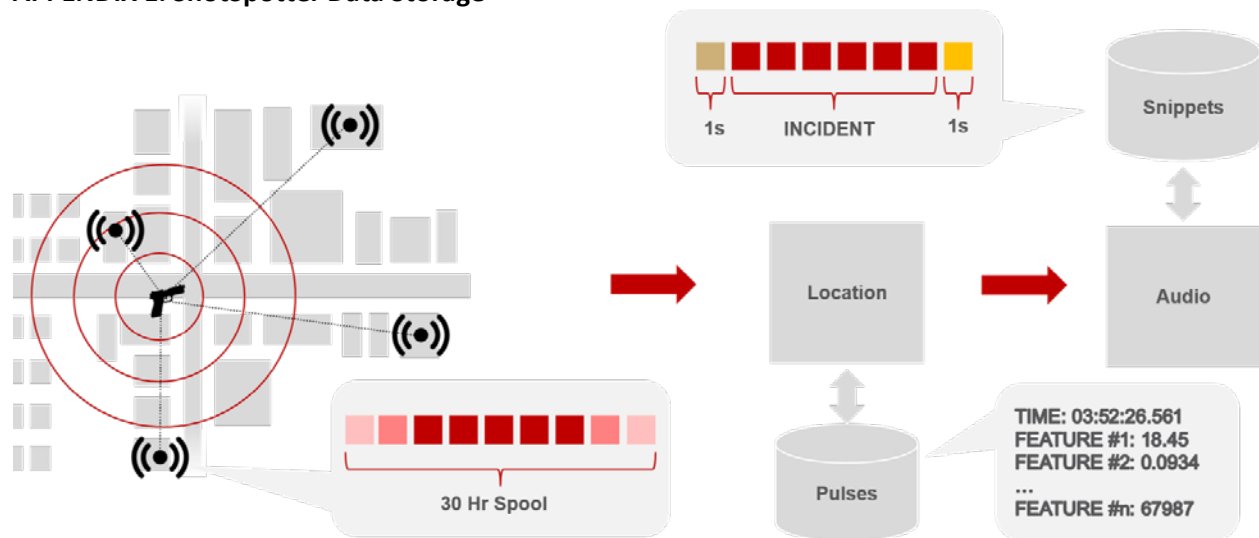 1s
INCIDENT
1s
Snippets
Location
Audio
30 Hr Spool
Pulses
TIME: 03:52:26.561
FEATURE #1: 18.45
FEATURE #2: 0.0934
...
FEATURE #n: 67987